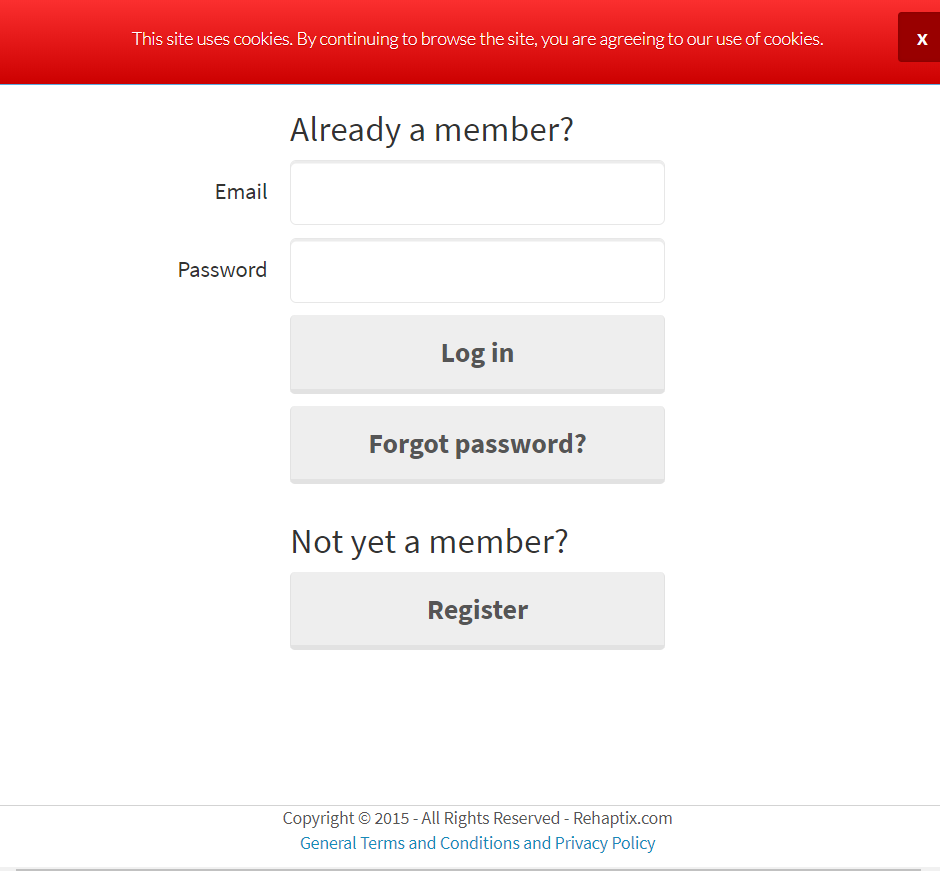 This site uses cookies. By continuing to browse the site, you are agreeing to our use of cookies.
x
Already a member?
Email
Password
Log in
Forgot password?
Not yet a member?
Register
Copyright © 2015 - All Rights Reserved - Rehaptix.com
General Terms and Conditions and Privacy Policy